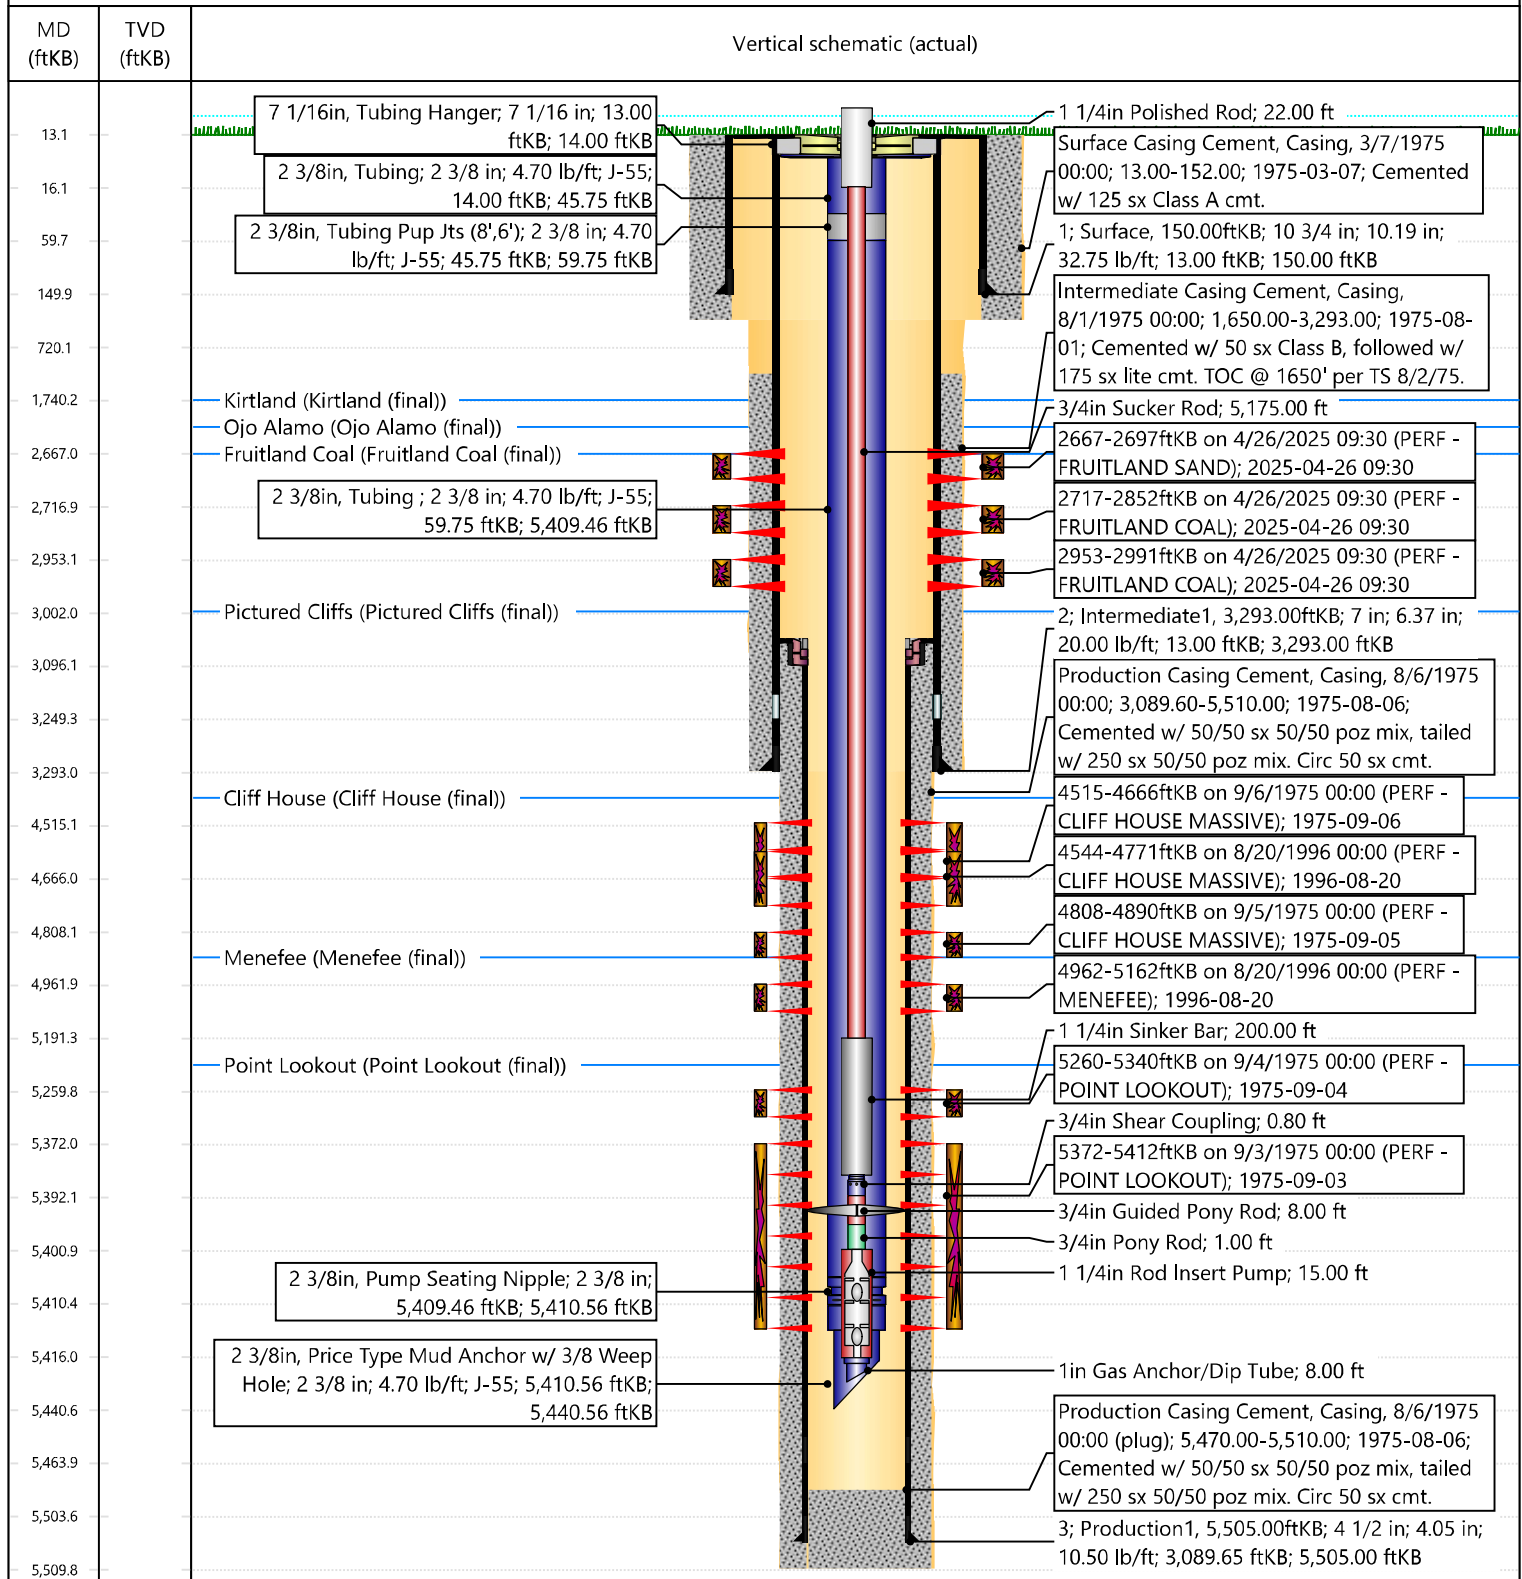 MD
(ftKB)
TVD
(ftKB)
Vertical schematic (actual)
13.1
16.1
59.7
149.9
720.1
1,740.2
2,667.0
2,716.9
2,953.1
3,002.0
3,096.1
3,249.3
3,293.0
4,515.1
4,666.0
4,808.1
4,961.9
5,191.3
5,259.8
5,372.0
5,392.1
5,400.9
5,410.4
5,416.0
5,440.6
5,463.9
5,503.6
5,509.8
7 1/16in, Tubing Hanger; 7 1/16 in; 13.00
ftKB; 14.00 ftKB
2 3/8in, Tubing; 2 3/8 in; 4.70 lb/ft; J-55;
14.00 ftKB; 45.75 ftKB
2 3/8in, Tubing Pup Jts (8',6'); 2 3/8 in; 4.70
lb/ft; J-55; 45.75 ftKB; 59.75 ftKB
Kirtland (Kirtland (final))
Ojo Alamo (Ojo Alamo (final))
Fruitland Coal (Fruitland Coal (final))
2 3/8in, Tubing ; 2 3/8 in; 4.70 lb/ft; J-55;
59.75 ftKB; 5,409.46 ftKB
Pictured Cliffs (Pictured Cliffs (final))
Cliff House (Cliff House (final))
Menefee (Menefee (final))
Point Lookout (Point Lookout (final))
2 3/8in, Pump Seating Nipple; 2 3/8 in;
5,409.46 ftKB; 5,410.56 ftKB
2 3/8in, Price Type Mud Anchor w/ 3/8 Weep
Hole; 2 3/8 in; 4.70 lb/ft; J-55; 5,410.56 ftKB;
5,440.56 ftKB
1 1/4in Polished Rod; 22.00 ft
Surface Casing Cement, Casing, 3/7/1975
00:00; 13.00-152.00; 1975-03-07; Cemented
w/ 125 sx Class A cmt.
1; Surface, 150.00ftKB; 10 3/4 in; 10.19 in;
32.75 lb/ft; 13.00 ftKB; 150.00 ftKB
Intermediate Casing Cement, Casing,
8/1/1975 00:00; 1,650.00-3,293.00; 1975-08-
01; Cemented w/ 50 sx Class B, followed w/
175 sx lite cmt. TOC @ 1650' per TS 8/2/75.
3/4in Sucker Rod; 5,175.00 ft
2667-2697ftKB on 4/26/2025 09:30 (PERF -
FRUITLAND SAND); 2025-04-26 09:30
2717-2852ftKB on 4/26/2025 09:30 (PERF -
FRUITLAND COAL); 2025-04-26 09:30
2953-2991ftKB on 4/26/2025 09:30 (PERF -
FRUITLAND COAL); 2025-04-26 09:30
2; Intermediate1, 3,293.00ftKB; 7 in; 6.37 in;
20.00 lb/ft; 13.00 ftKB; 3,293.00 ftKB
Production Casing Cement, Casing, 8/6/1975
00:00; 3,089.60-5,510.00; 1975-08-06;
Cemented w/ 50/50 sx 50/50 poz mix, tailed
w/ 250 sx 50/50 poz mix. Circ 50 sx cmt.
4515-4666ftKB on 9/6/1975 00:00 (PERF -
CLIFF HOUSE MASSIVE); 1975-09-06
4544-4771ftKB on 8/20/1996 00:00 (PERF -
CLIFF HOUSE MASSIVE); 1996-08-20
4808-4890ftKB on 9/5/1975 00:00 (PERF -
CLIFF HOUSE MASSIVE); 1975-09-05
4962-5162ftKB on 8/20/1996 00:00 (PERF -
MENEFEE); 1996-08-20
1 1/4in Sinker Bar; 200.00 ft
5260-5340ftKB on 9/4/1975 00:00 (PERF -
POINT LOOKOUT); 1975-09-04
3/4in Shear Coupling; 0.80 ft
5372-5412ftKB on 9/3/1975 00:00 (PERF -
POINT LOOKOUT); 1975-09-03
3/4in Guided Pony Rod; 8.00 ft
3/4in Pony Rod; 1.00 ft
1 1/4in Rod Insert Pump; 15.00 ft
1in Gas Anchor/Dip Tube; 8.00 ft
Production Casing Cement, Casing, 8/6/1975
00:00 (plug); 5,470.00-5,510.00; 1975-08-06;
Cemented w/ 50/50 sx 50/50 poz mix, tailed
w/ 250 sx 50/50 poz mix. Circ 50 sx cmt.
3; Production1, 5,505.00ftKB; 4 1/2 in; 4.05 in;
10.50 lb/ft; 3,089.65 ftKB; 5,505.00 ftKB